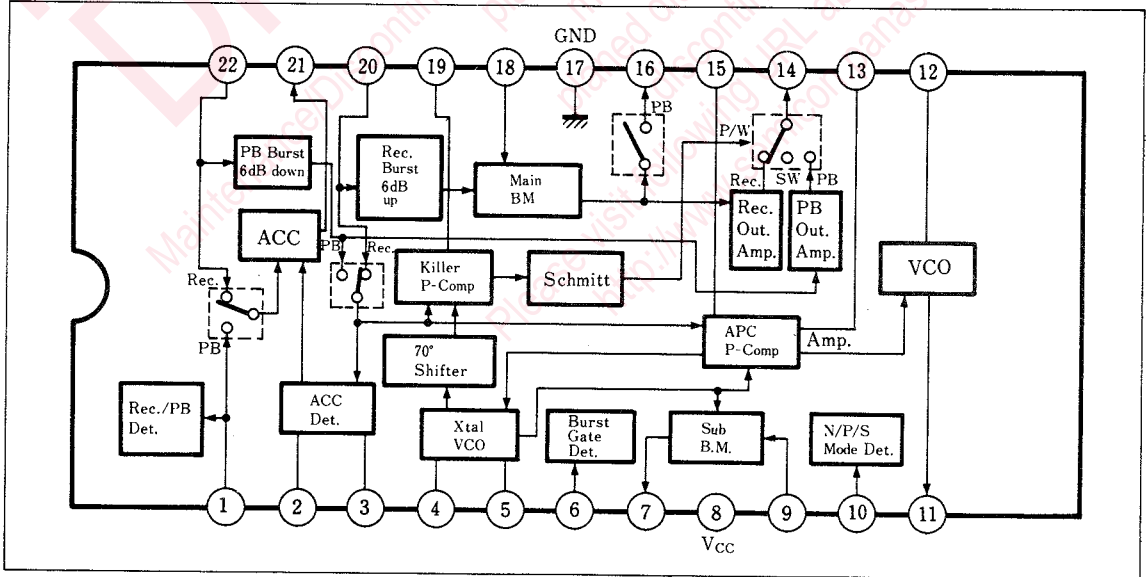 GND
22 21 20 19 18 17 16 15 14 13 12
PB
P/W
PB Burst
6dB down
Rec.
Burst
6dB
up
Main
BM
Rec. SW PB
Rec.
Out.
Amp.
PB
Out.
Amp.
ACC
PB Rec.
Killer
P-Comp
Schmitt
VCO
Rec.
PB
APC
P-Comp
Amp.
70°
Shifter
Rec./PB
Det.
ACC
Det.
Xtal
VCO
Burst
Gate
Det.
Sub
B.M.
N/P/S
Mode Det.
1 2 3 4 5 6 7 8 9 10 11
VCC